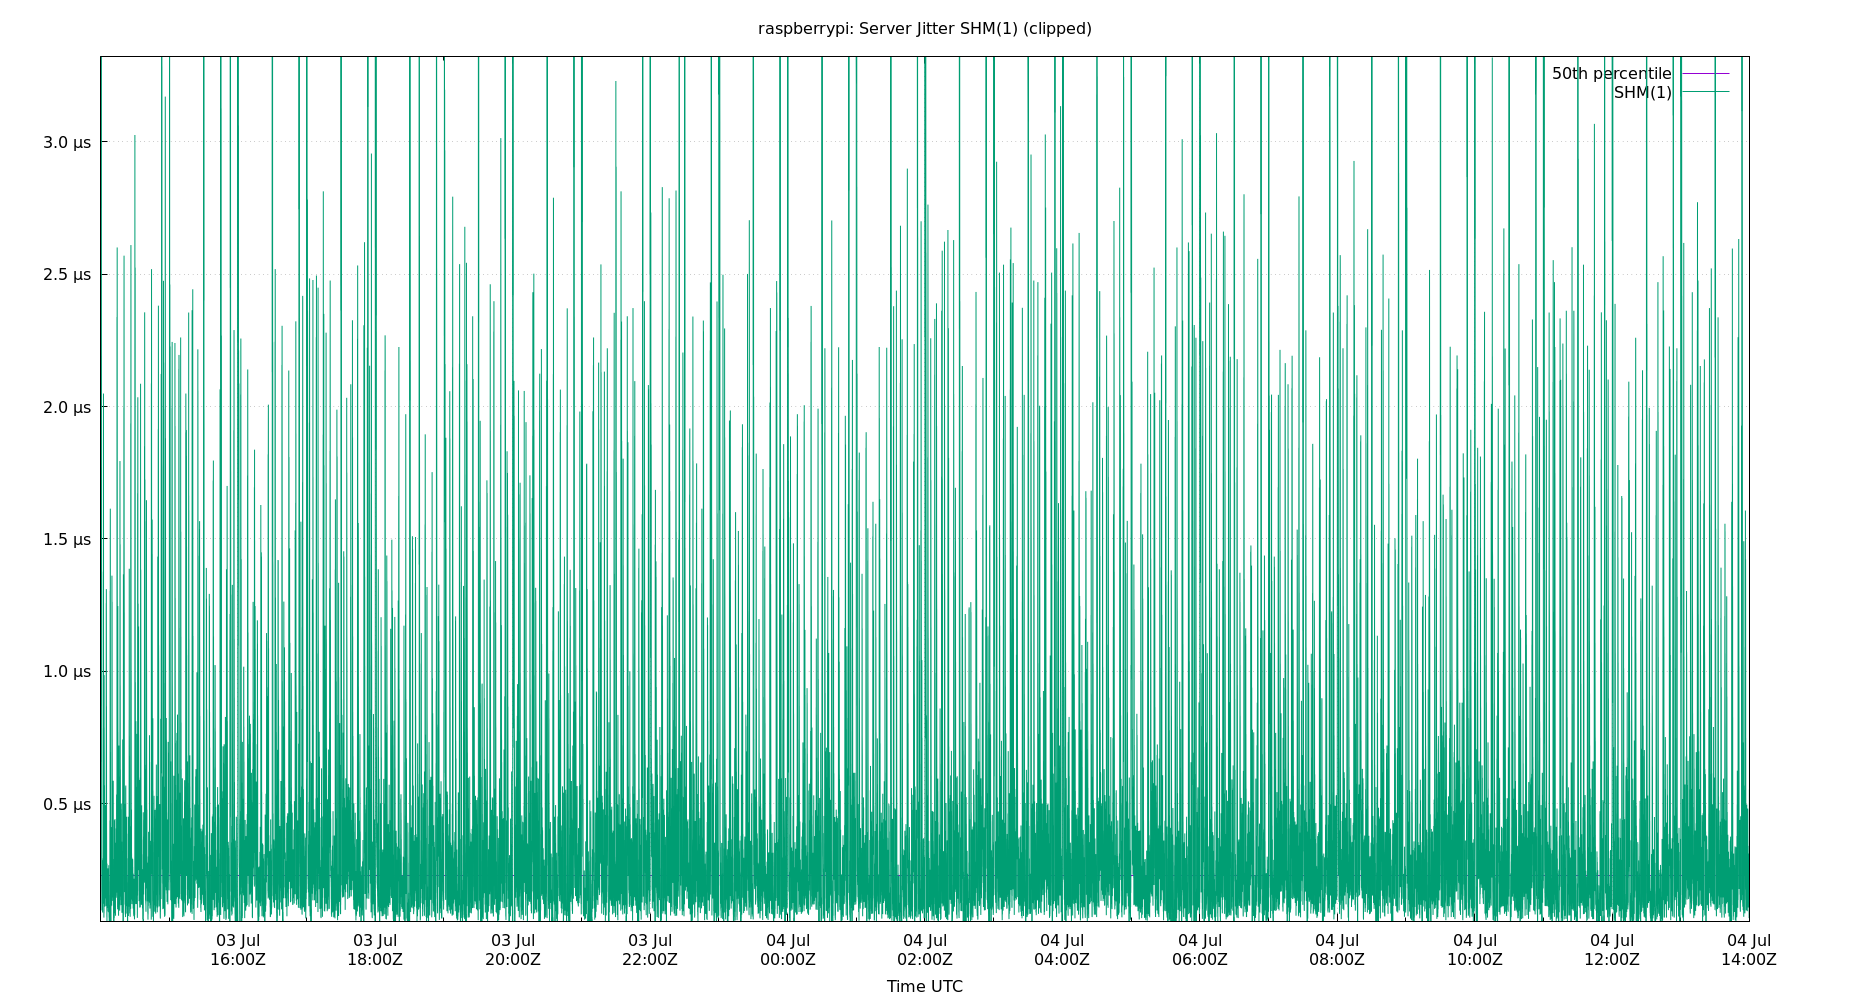 raspberrypi: Server Jitter SHM(1) (clipped)
50th percentile
SHM(1)
3.0 µs
2.5 µs
2.0 µs
1.5 µs
1.0 µs
0.5 µs
03 Jul 03 Jul 03 Jul 03 Jul 04 Jul 04 Jul 04 Jul 04 Jul 04 Jul 04 Jul 04 Jul 04 Jul
16:00Z 18:00Z 20:00Z 22:00Z 00:00Z 02:00Z 04:00Z 06:00Z 08:00Z 10:00Z 12:00Z 14:00Z
Time UTC